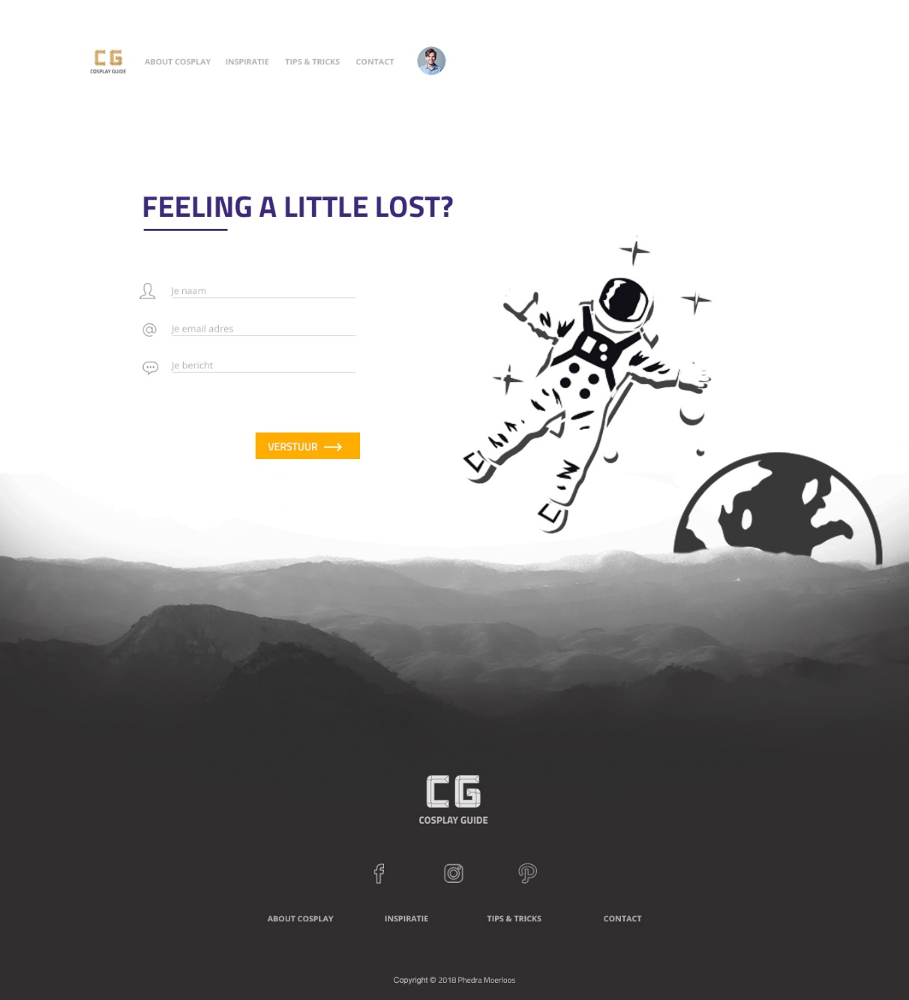 CG
COSPLAY GUIDE
ABOUT COSPLAY INSPIRATIE TIPS & TRICKS CONTACT
FEELING A LITTLE LOST?
Je naam
Je email adres
Je bericht
VERSTUUR
CG
COSPLAY GUIDE
ABOUT COSPLAY INSPIRATIE TIPS & TRICKS CONTACT
Copyright © 2018 Phedra Moerloos